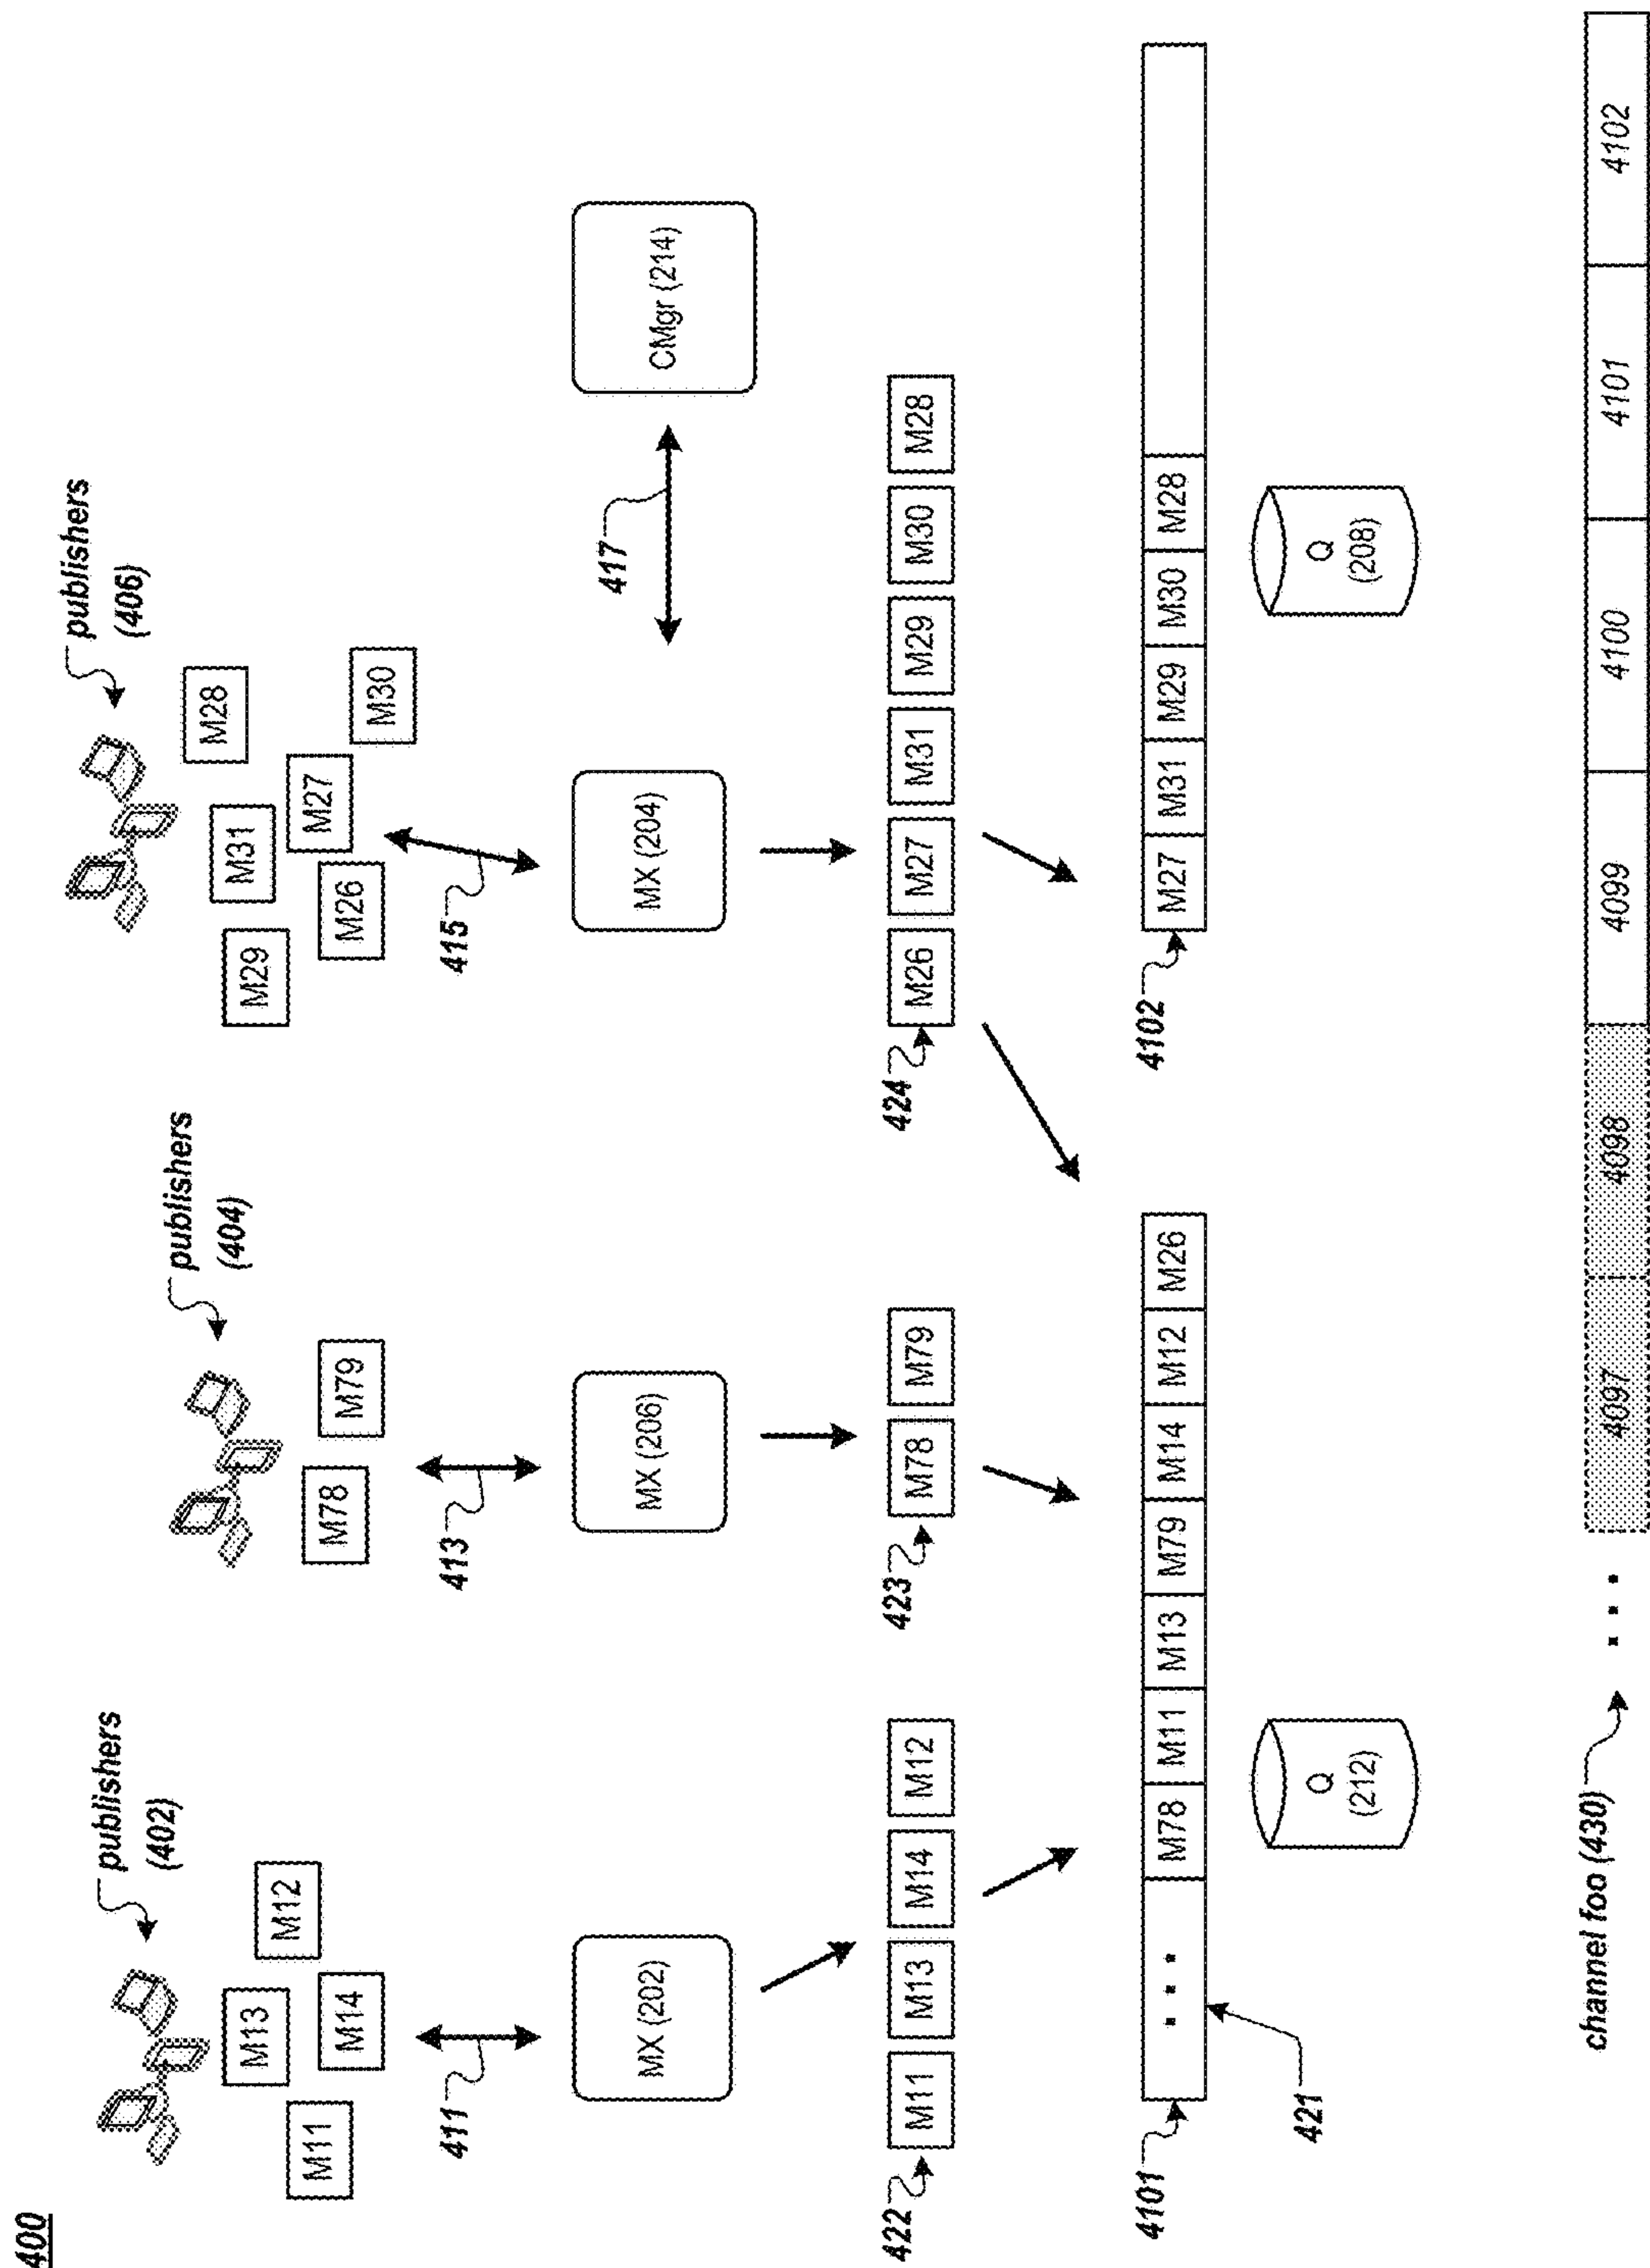 400
publishers
(402)
publishers
(404)
publishers
(406)
M11
M13
M14
M12
M78
M79
M29
M31
M26
M27
M28
M30
411
413
415
417
MX (202)
MX (206)
MX (204)
CMgr (214)
422
M11 M13 M14 M12
423
M78 M79
424
M26 M27 M31 M29 M30 M28
4101
. . . M78 M11 M13 M79 M14 M12 M26
4102
M27 M31 M29 M30 M28
421
Q
(212)
Q
(208)
channel foo (430) . . . 4097 4098 4099 4100 4101 4102